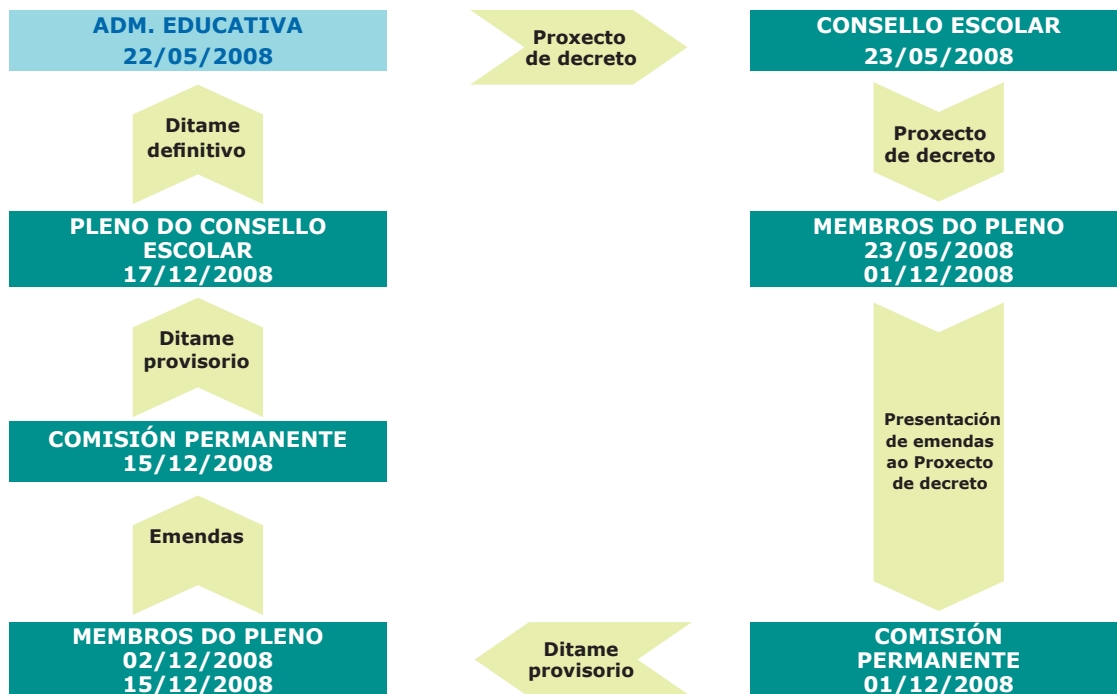 ADM. EDUCATIVA
22/05/2008
Proxecto
de decreto
CONSELLO ESCOLAR
23/05/2008
Proxecto
de decreto
MEMBROS DO PLENO
23/05/2008
01/12/2008
Presentación
de emendas
ao Proxecto
de decreto
COMISIÓN
PERMANENTE
01/12/2008
Ditame
provisorio
MEMBROS DO PLENO
02/12/2008
15/12/2008
Emendas
COMISIÓN PERMANENTE
15/12/2008
Ditame
provisorio
PLENO DO CONSELLO
ESCOLAR
17/12/2008
Ditame
definitivo